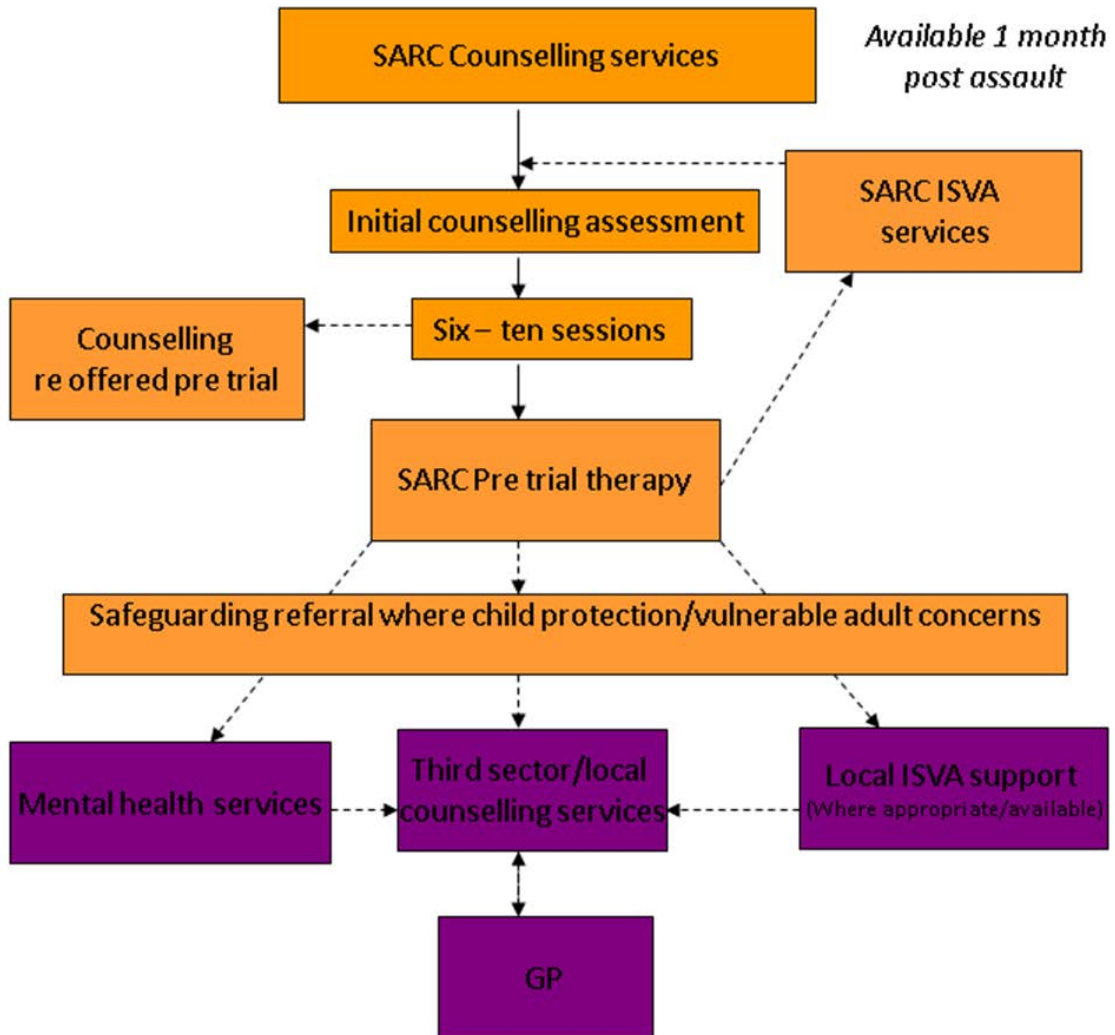 SARC Counselling services
Available 1 month
post assault
SARC ISVA
services
Initial counselling assessment
Six – ten sessions
Counselling
re offered pre trial
SARC Pre trial therapy
Safeguarding referral where child protection/vulnerable adult concerns
Mental health services
Third sector/local
counselling services
Local ISVA support
(Where appropriate/available)
GP